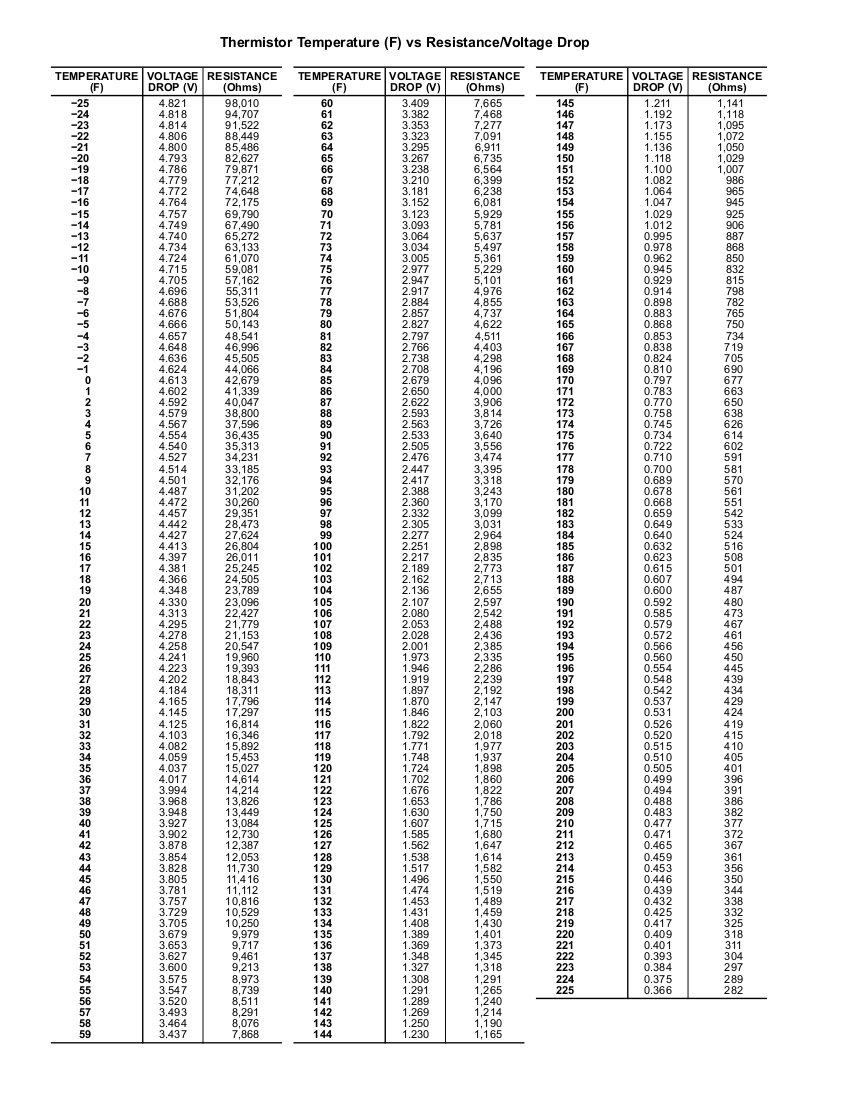 Thermistor Temperature (F) vs Resistance/Voltage Drop
TEMPERATURE (F) VOLTAGE DROP (V) RESISTANCE (Ohms)
−25 4.821 98,010
−24 4.818 94,707
−23 4.814 91,522
−22 4.806 88,449
−21 4.800 85,486
−20 4.793 82,627
−19 4.786 79,871
−18 4.779 77,212
−17 4.772 74,648
−16 4.764 72,175
−15 4.757 69,790
−14 4.749 67,490
−13 4.740 65,272
−12 4.734 63,133
−11 4.724 61,070
−10 4.715 59,081
−9 4.705 57,162
−8 4.696 55,311
−7 4.688 53,526
−6 4.676 51,804
−5 4.666 50,143
−4 4.657 48,541
−3 4.648 46,996
−2 4.636 45,505
−1 4.624 44,066
0 4.613 42,679
1 4.602 41,339
2 4.592 40,047
3 4.579 38,800
4 4.567 37,596
5 4.554 36,435
6 4.540 35,313
7 4.527 34,231
8 4.514 33,185
9 4.501 32,176
10 4.487 31,202
11 4.472 30,260
12 4.457 29,351
13 4.442 28,473
14 4.427 27,624
15 4.413 26,804
16 4.397 26,011
17 4.381 25,245
18 4.366 24,505
19 4.348 23,789
20 4.330 23,096
21 4.313 22,427
22 4.295 21,779
23 4.278 21,153
24 4.258 20,547
25 4.241 19,960
26 4.223 19,393
27 4.202 18,843
28 4.184 18,311
29 4.165 17,796
30 4.145 17,297
31 4.125 16,814
32 4.103 16,346
33 4.082 15,892
34 4.059 15,453
35 4.037 15,027
36 4.017 14,614
37 3.994 14,214
38 3.968 13,826
39 3.948 13,449
40 3.927 13,084
41 3.902 12,730
42 3.878 12,387
43 3.854 12,053
44 3.828 11,730
45 3.805 11,416
46 3.781 11,112
47 3.757 10,816
48 3.729 10,529
49 3.705 10,250
50 3.679 9,979
51 3.653 9,717
52 3.627 9,461
53 3.600 9,213
54 3.575 8,973
55 3.547 8,739
56 3.520 8,511
57 3.493 8,291
58 3.464 8,076
59 3.437 7,868
TEMPERATURE (F) VOLTAGE DROP (V) RESISTANCE (Ohms)
60 3.409 7,665
61 3.382 7,468
62 3.353 7,277
63 3.323 7,091
64 3.295 6,911
65 3.267 6,735
66 3.238 6,564
67 3.210 6,399
68 3.181 6,238
69 3.152 6,081
70 3.123 5,929
71 3.093 5,781
72 3.064 5,637
73 3.034 5,497
74 3.005 5,361
75 2.977 5,229
76 2.947 5,101
77 2.917 4,976
78 2.884 4,855
79 2.857 4,737
80 2.827 4,622
81 2.797 4,511
82 2.766 4,403
83 2.738 4,298
84 2.708 4,196
85 2.679 4,096
86 2.650 4,000
87 2.622 3,906
88 2.593 3,814
89 2.563 3,726
90 2.533 3,640
91 2.505 3,556
92 2.476 3,474
93 2.447 3,395
94 2.417 3,318
95 2.388 3,243
96 2.360 3,170
97 2.332 3,099
98 2.305 3,031
99 2.277 2,964
100 2.251 2,898
101 2.217 2,835
102 2.189 2,773
103 2.162 2,713
104 2.136 2,655
105 2.107 2,597
106 2.080 2,542
107 2.053 2,488
108 2.028 2,436
109 2.001 2,385
110 1.973 2,335
111 1.946 2,286
112 1.919 2,239
113 1.897 2,192
114 1.870 2,147
115 1.846 2,103
116 1.822 2,060
117 1.792 2,018
118 1.771 1,977
119 1.748 1,937
120 1.724 1,898
121 1.702 1,860
122 1.676 1,822
123 1.653 1,786
124 1.630 1,750
125 1.607 1,715
126 1.585 1,680
127 1.562 1,647
128 1.538 1,614
129 1.517 1,582
130 1.496 1,550
131 1.474 1,519
132 1.453 1,489
133 1.431 1,459
134 1.408 1,430
135 1.389 1,401
136 1.369 1,373
137 1.348 1,345
138 1.327 1,318
139 1.308 1,291
140 1.291 1,265
141 1.289 1,240
142 1.269 1,214
143 1.250 1,190
144 1.230 1,165
TEMPERATURE (F) VOLTAGE DROP (V) RESISTANCE (Ohms)
145 1.211 1,141
146 1.192 1,118
147 1.173 1,095
148 1.155 1,072
149 1.136 1,050
150 1.118 1,029
151 1.100 1,007
152 1.082 986
153 1.064 965
154 1.047 945
155 1.029 925
156 1.012 906
157 0.995 887
158 0.978 868
159 0.962 850
160 0.945 832
161 0.929 815
162 0.914 798
163 0.898 782
164 0.883 765
165 0.868 750
166 0.853 734
167 0.838 719
168 0.824 705
169 0.810 690
170 0.797 677
171 0.783 663
172 0.770 650
173 0.758 638
174 0.745 626
175 0.734 614
176 0.722 602
177 0.710 591
178 0.700 581
179 0.689 570
180 0.678 561
181 0.668 551
182 0.659 542
183 0.649 533
184 0.640 524
185 0.632 516
186 0.623 508
187 0.615 501
188 0.607 494
189 0.600 487
190 0.592 480
191 0.585 473
192 0.579 467
193 0.572 461
194 0.566 456
195 0.560 450
196 0.554 445
197 0.548 439
198 0.542 434
199 0.537 429
200 0.531 424
201 0.526 419
202 0.520 415
203 0.515 410
204 0.510 405
205 0.505 401
206 0.499 396
207 0.494 391
208 0.488 386
209 0.483 382
210 0.477 377
211 0.471 372
212 0.465 367
213 0.459 361
214 0.453 356
215 0.446 350
216 0.439 344
217 0.432 338
218 0.425 332
219 0.417 325
220 0.409 318
221 0.401 311
222 0.393 304
223 0.384 297
224 0.375 289
225 0.366 282